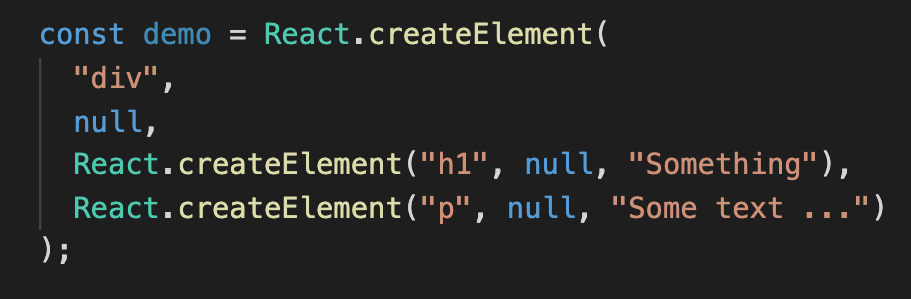 const demo = React.createElement(
  "div",
  null,
  React.createElement("h1", null, "Something"),
  React.createElement("p", null, "Some text ...")
);